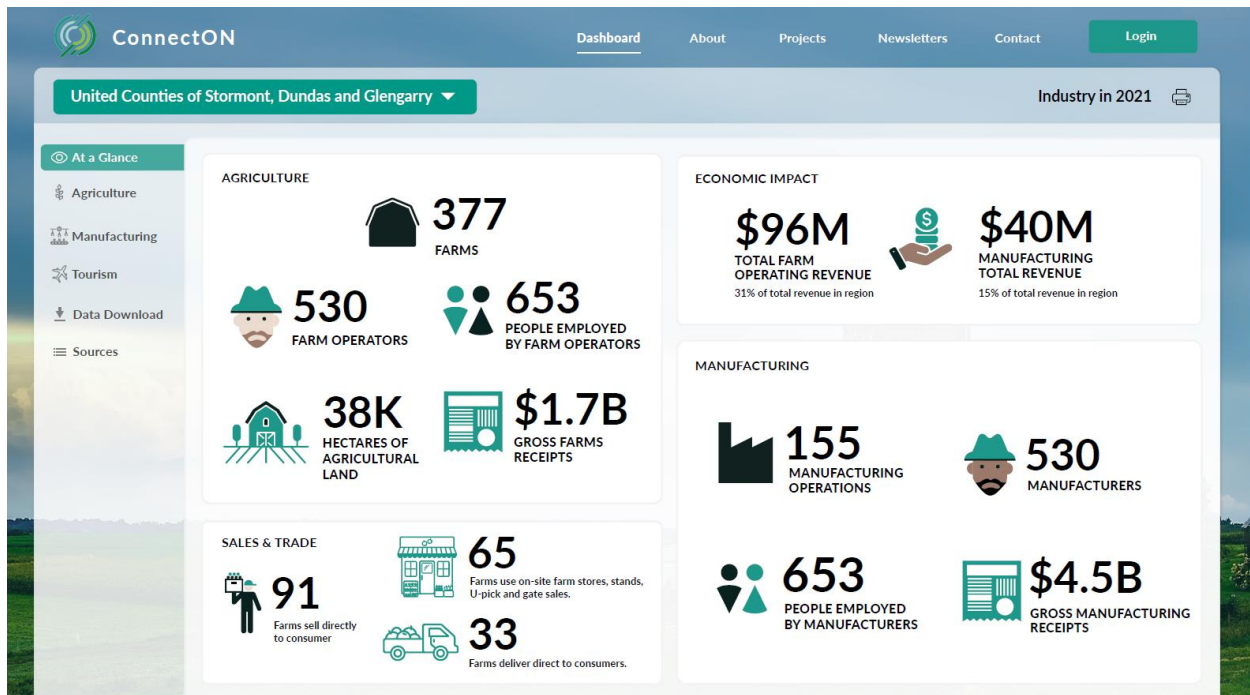 ConnectON
Dashboard
About
Projects
Newsletters
Contact
Login
United Counties of Stormont, Dundas and Glengarry
Industry in 2021
At a Glance
Agriculture
Manufacturing
Tourism
Data Download
Sources
AGRICULTURE
377
FARMS
530
FARM OPERATORS
653
PEOPLE EMPLOYED
BY FARM OPERATORS
38K
HECTARES OF
AGRICULTURAL
LAND
$1.7B
GROSS FARMS
RECEIPTS
SALES & TRADE
91
Farms sell directly
to consumer
65
Farms use on-site farm stores, stands,
U-pick and gate sales.
33
Farms deliver direct to consumers.
ECONOMIC IMPACT
$96M
TOTAL FARM
OPERATING REVENUE
31% of total revenue in region
$
$40M
MANUFACTURING
TOTAL REVENUE
15% of total revenue in region
MANUFACTURING
155
MANUFACTURING
OPERATIONS
530
MANUFACTURERS
653
PEOPLE EMPLOYED
BY MANUFACTURERS
$4.5B
GROSS MANUFACTURING
RECEIPTS